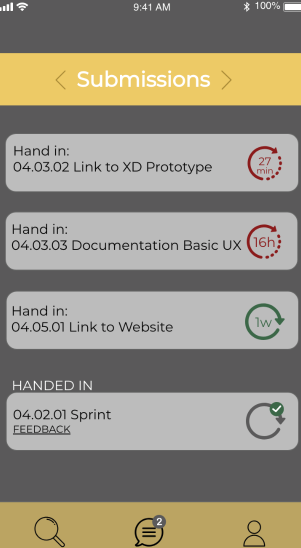 9:41 AM 100%
Submissions
Hand in:
04.03.02 Link to XD Prototype
27
min
Hand in:
04.03.03 Documentation Basic UX
16h
Hand in:
04.05.01 Link to Website
1w
HANDED IN
04.02.01 Sprint
FEEDBACK
2